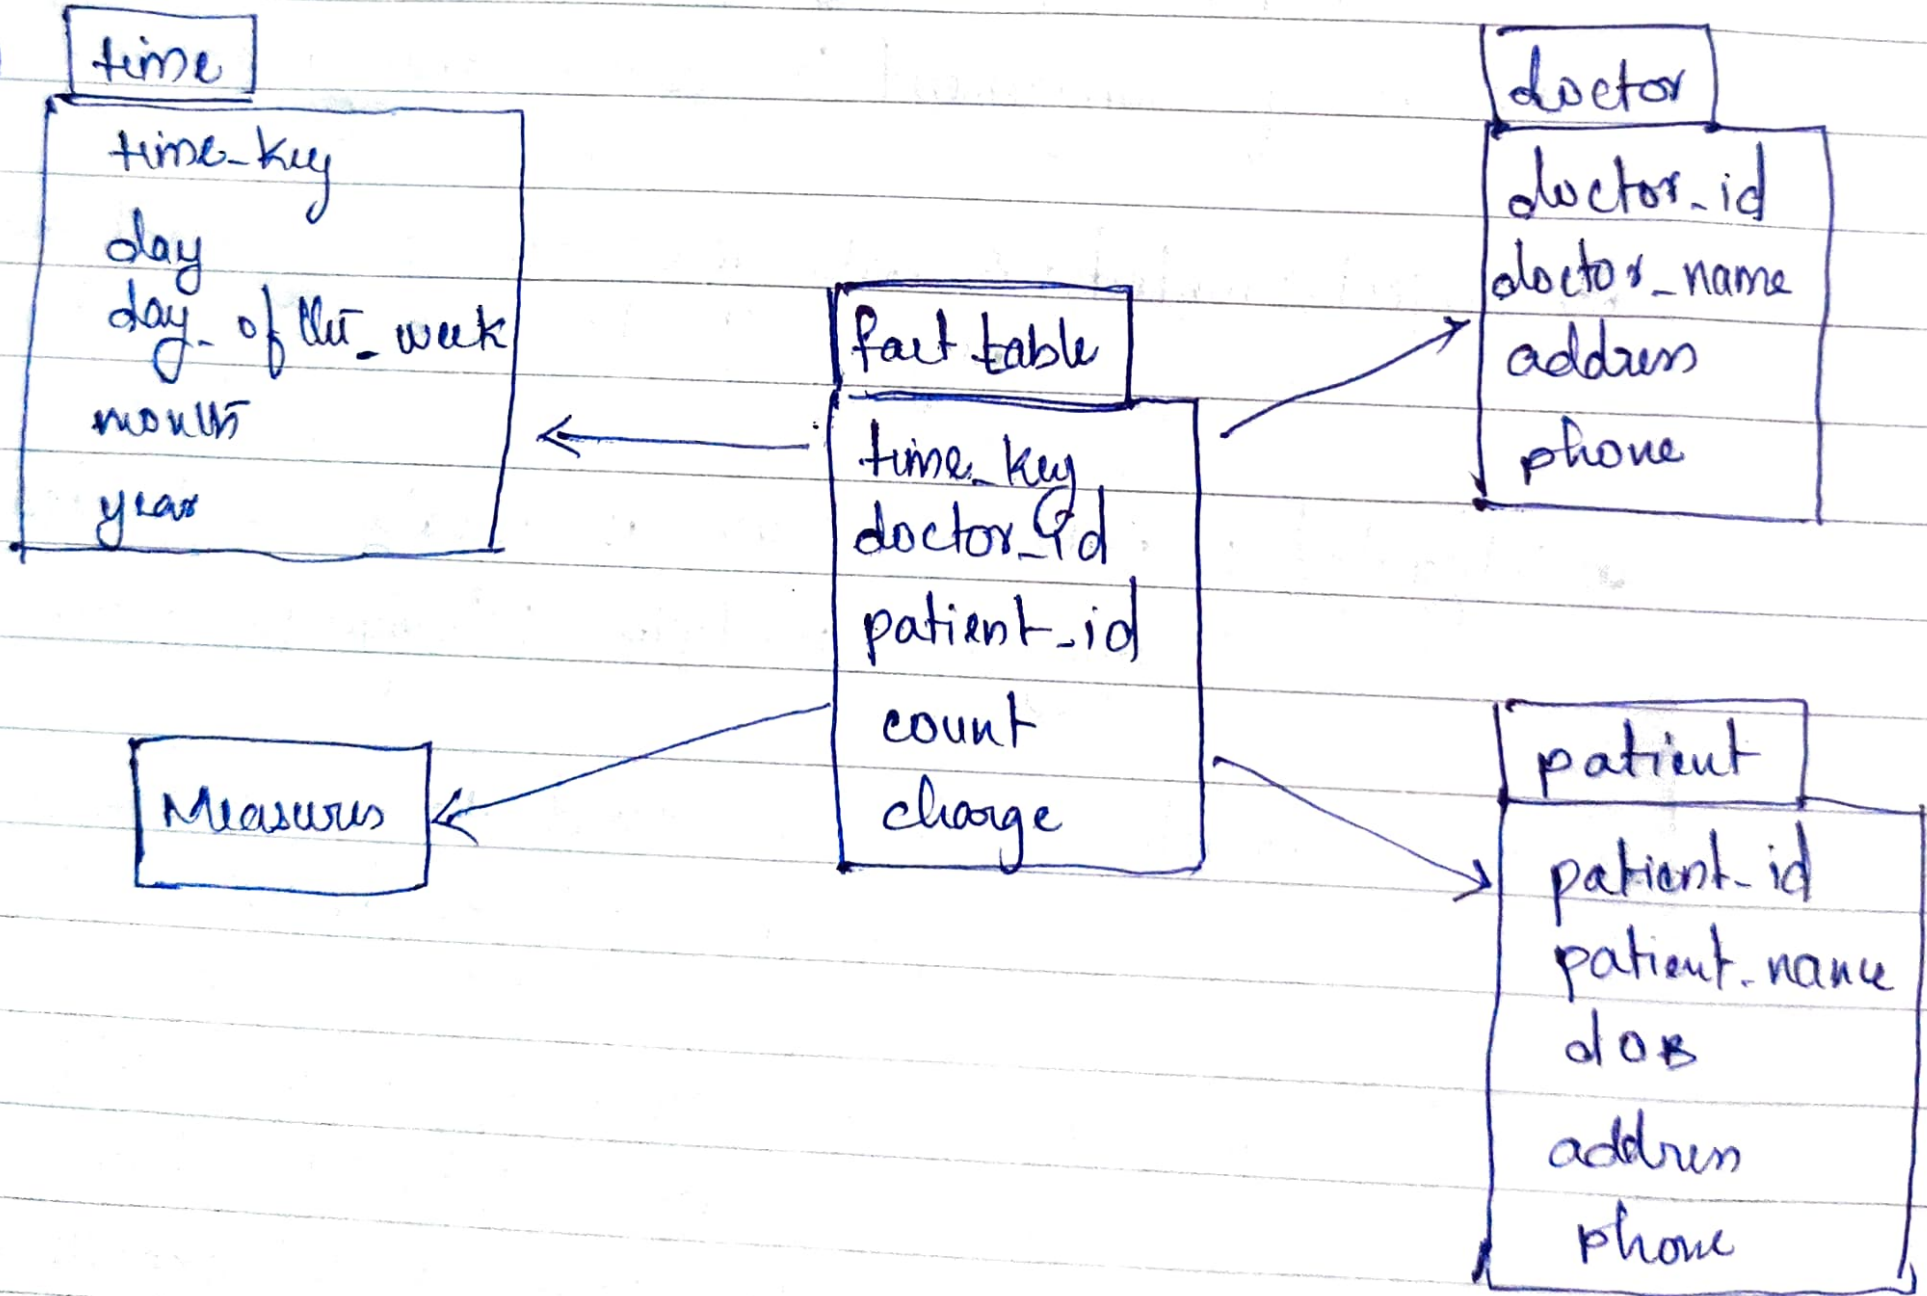 time
time_key
day
day_of the_week
month
year
doctor
doctor_id
doctor_name
address
phone
fact table
time_key
doctor_id
patient_id
count
charge
Measures
patient
patient_id
patient_name
dOB
address
phone